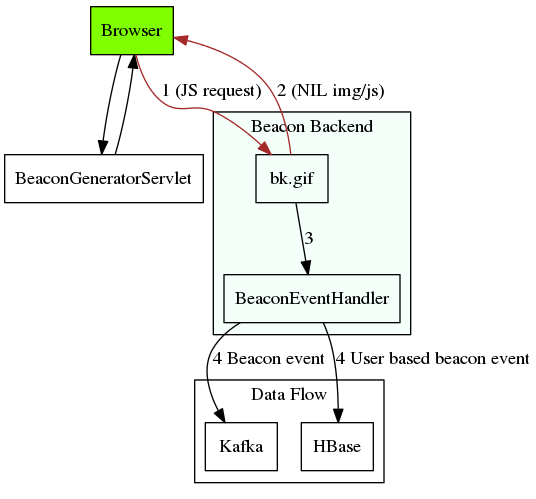 Browser
1 (JS request)
2 (NIL img/js)
Beacon Backend
BeaconGeneratorServlet
bk.gif
3
BeaconEventHandler
4 Beacon event
4 User based beacon event
Data Flow
Kafka
HBase